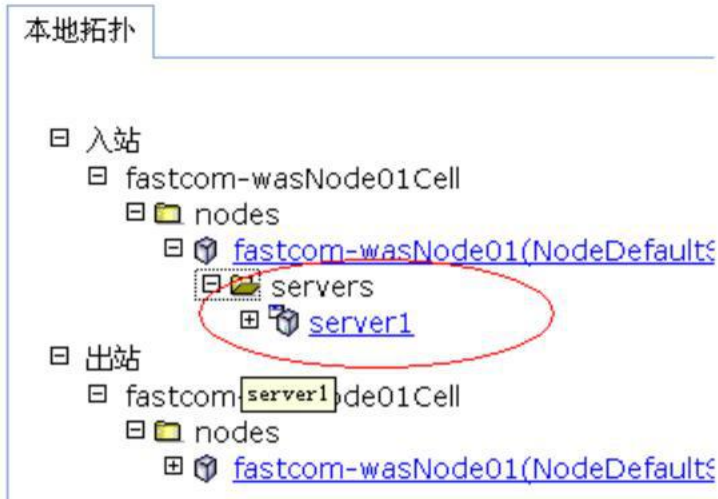 本地拓扑
入站
fastcom-wasNode01Cell
nodes
fastcom-wasNode01(NodeDefaultS
servers
server1
出站
fastcom
server1
de01Cell
nodes
fastcom-wasNode01(NodeDefaultS